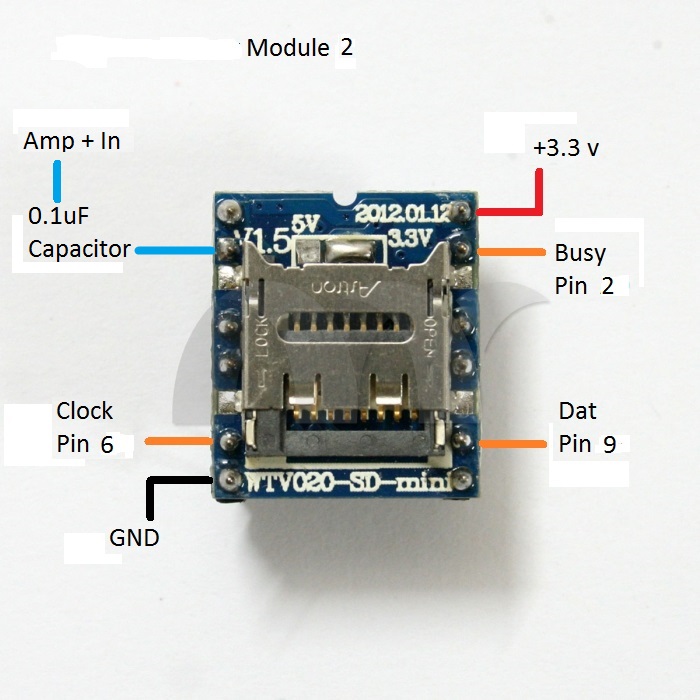 Module 2
Amp + In
+3.3 v
0.1uF
Capacitor
5V
2012.01.12
V1.5
3.3V
Busy
Pin 2
Astron
LOCK
OPEN
Clock
Pin 6
Dat
Pin 9
WTV020-SD-mini
GND